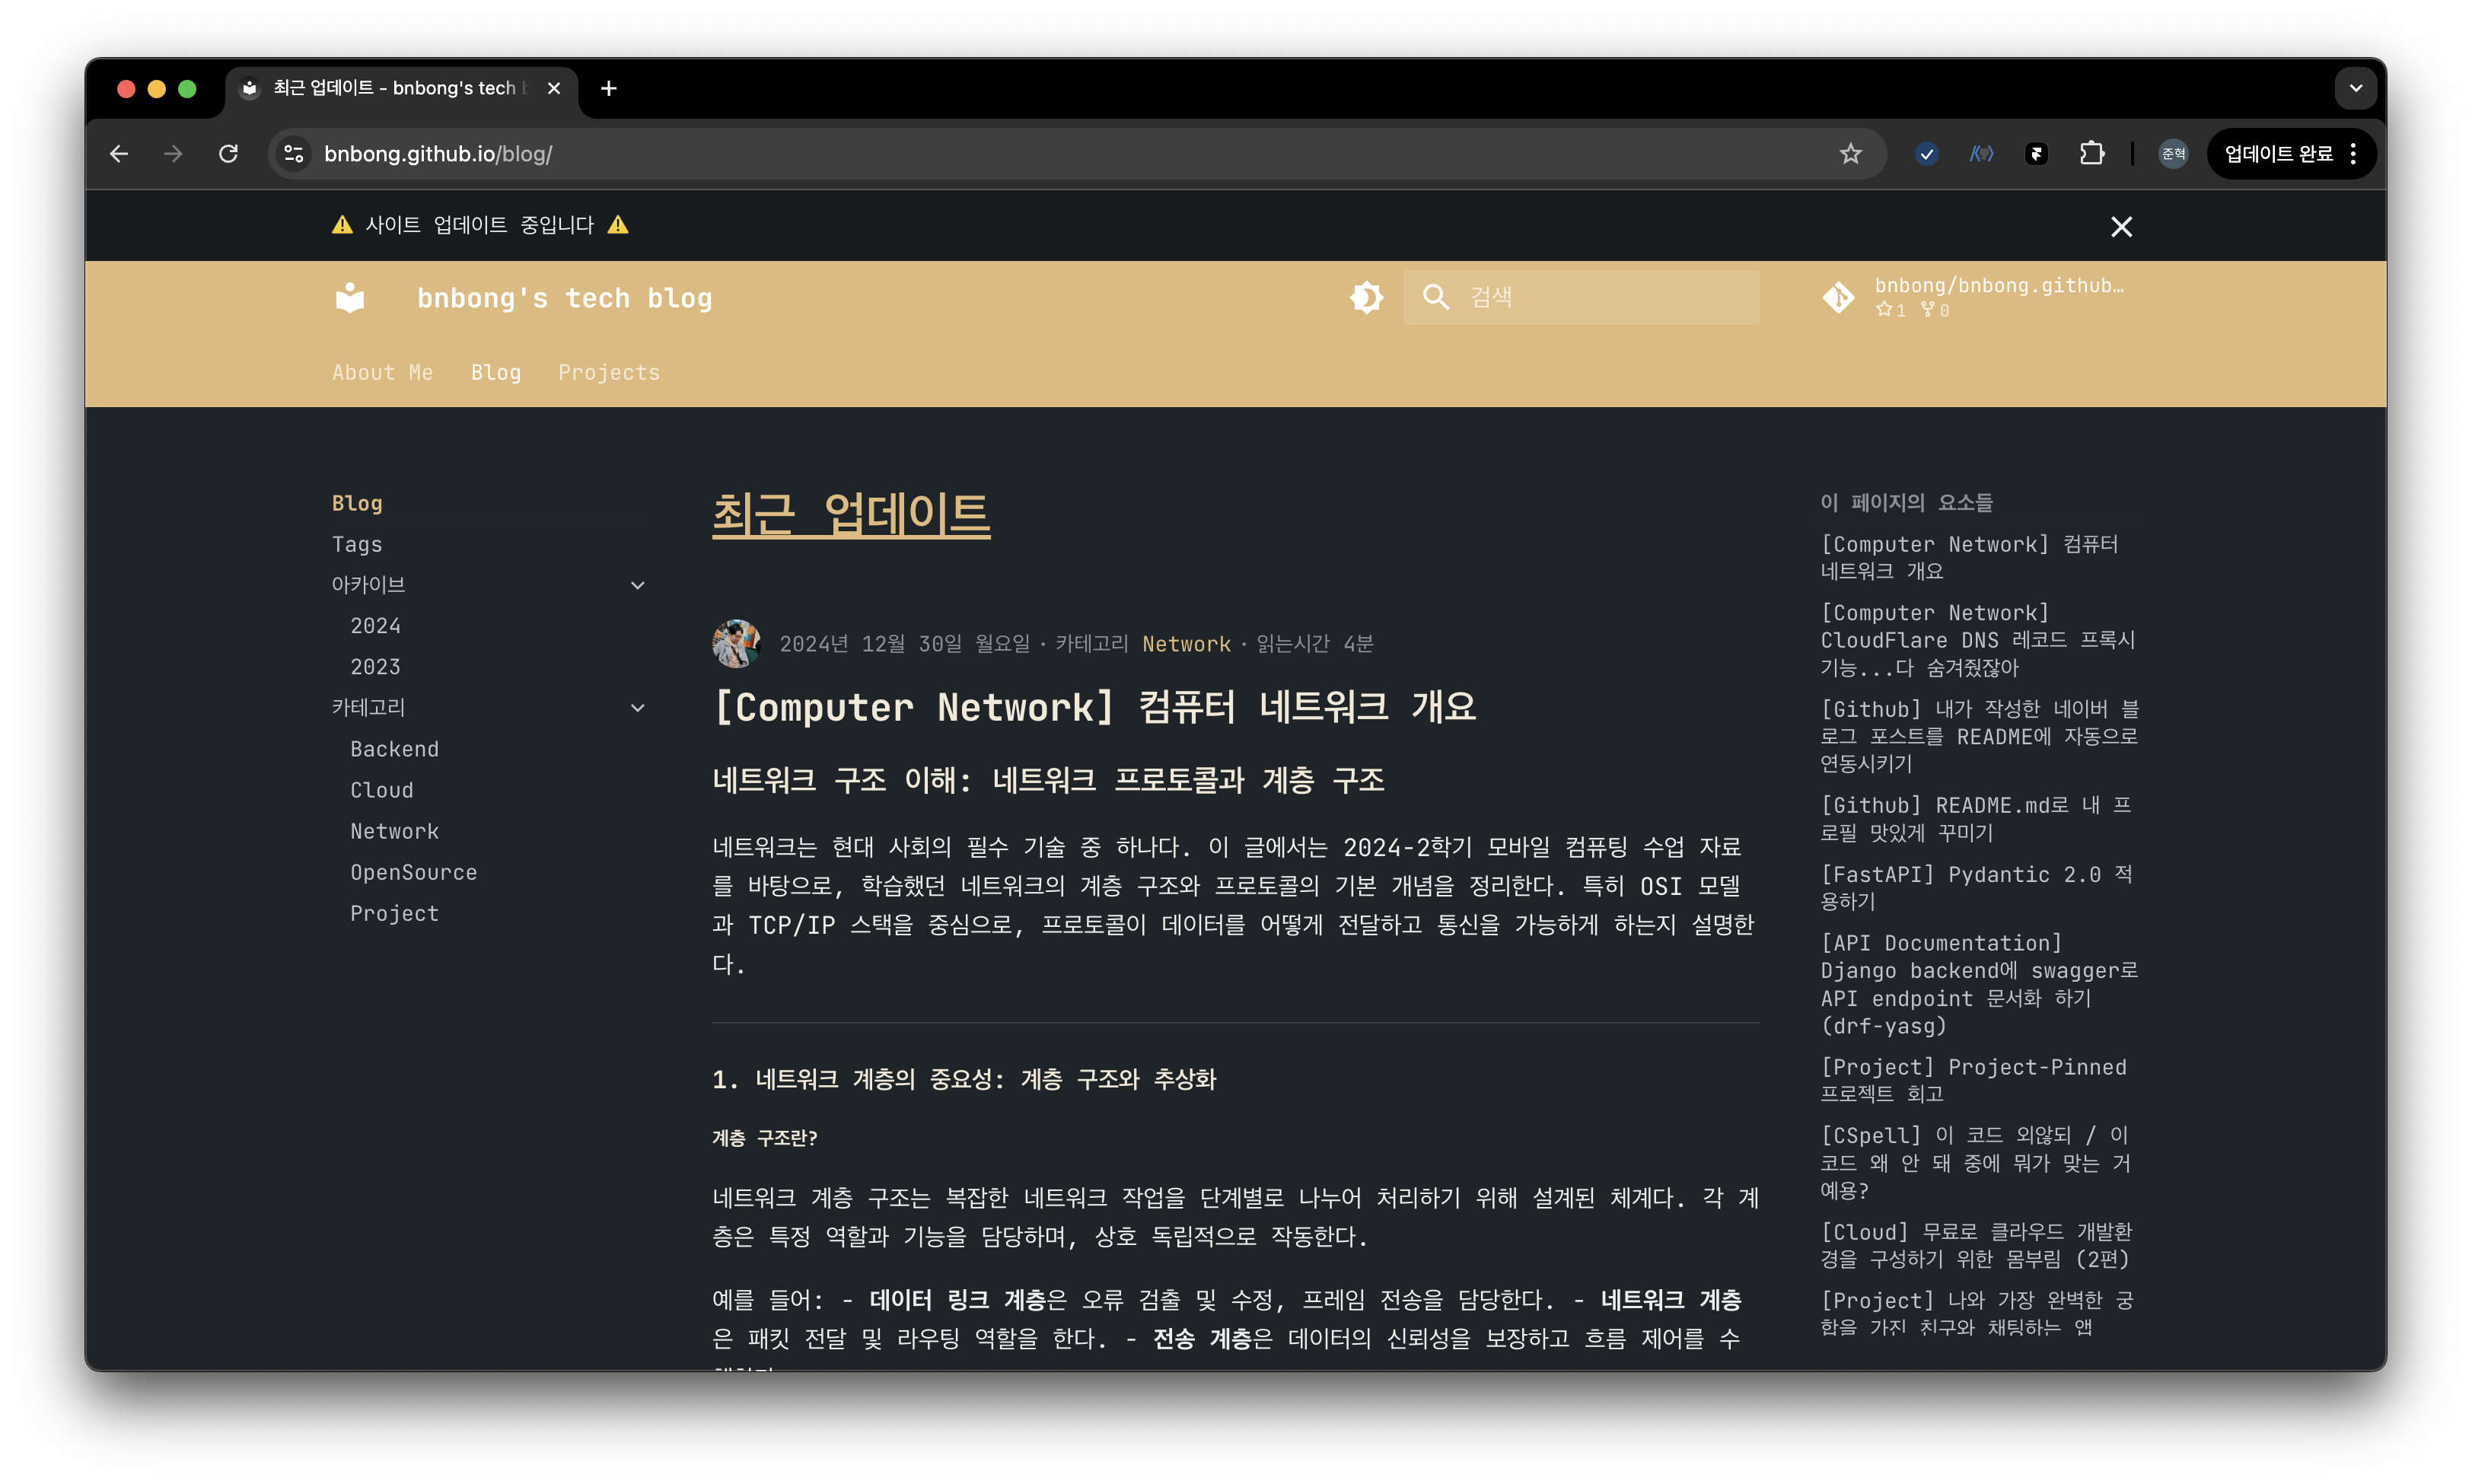 최근 업데이트 - bnbong's tech
bnbong.github.io/blog/
준혁
업데이트 완료
사이트 업데이트 중입니다
bnbong's tech blog
검색
bnbong/bnbong.github…
1 0
About Me Blog Projects
Blog
Tags
아카이브
2024
2023
카테고리
Backend
Cloud
Network
OpenSource
Project
최근 업데이트
2024년 12월 30일 월요일 · 카테고리 Network · 읽는시간 4분
[Computer Network] 컴퓨터 네트워크 개요
네트워크 구조 이해: 네트워크 프로토콜과 계층 구조
네트워크는 현대 사회의 필수 기술 중 하나다. 이 글에서는 2024-2학기 모바일 컴퓨팅 수업 자료
를 바탕으로, 학습했던 네트워크의 계층 구조와 프로토콜의 기본 개념을 정리한다. 특히 OSI 모델
과 TCP/IP 스택을 중심으로, 프로토콜이 데이터를 어떻게 전달하고 통신을 가능하게 하는지 설명한
다.
1. 네트워크 계층의 중요성: 계층 구조와 추상화
계층 구조란?
네트워크 계층 구조는 복잡한 네트워크 작업을 단계별로 나누어 처리하기 위해 설계된 체계다. 각 계
층은 특정 역할과 기능을 담당하며, 상호 독립적으로 작동한다.
예를 들어: - 데이터 링크 계층은 오류 검출 및 수정, 프레임 전송을 담당한다. - 네트워크 계층
은 패킷 전달 및 라우팅 역할을 한다. - 전송 계층은 데이터의 신뢰성을 보장하고 흐름 제어를 수
이 페이지의 요소들
[Computer Network] 컴퓨터
네트워크 개요
[Computer Network]
CloudFlare DNS 레코드 프록시
기능...다 숨겨줬잖아
[Github] 내가 작성한 네이버 블
로그 포스트를 README에 자동으로
연동시키기
[Github] README.md로 내 프
로필 맛있게 꾸미기
[FastAPI] Pydantic 2.0 적
용하기
[API Documentation]
Django backend에 swagger로
API endpoint 문서화 하기
(drf-yasg)
[Project] Project-Pinned
프로젝트 회고
[CSpell] 이 코드 외않되 / 이
코드 왜 안 돼 중에 뭐가 맞는 거
예용?
[Cloud] 무료로 클라우드 개발환
경을 구성하기 위한 몸부림 (2편)
[Project] 나와 가장 완벽한 궁
합을 가진 친구와 채팅하는 앱